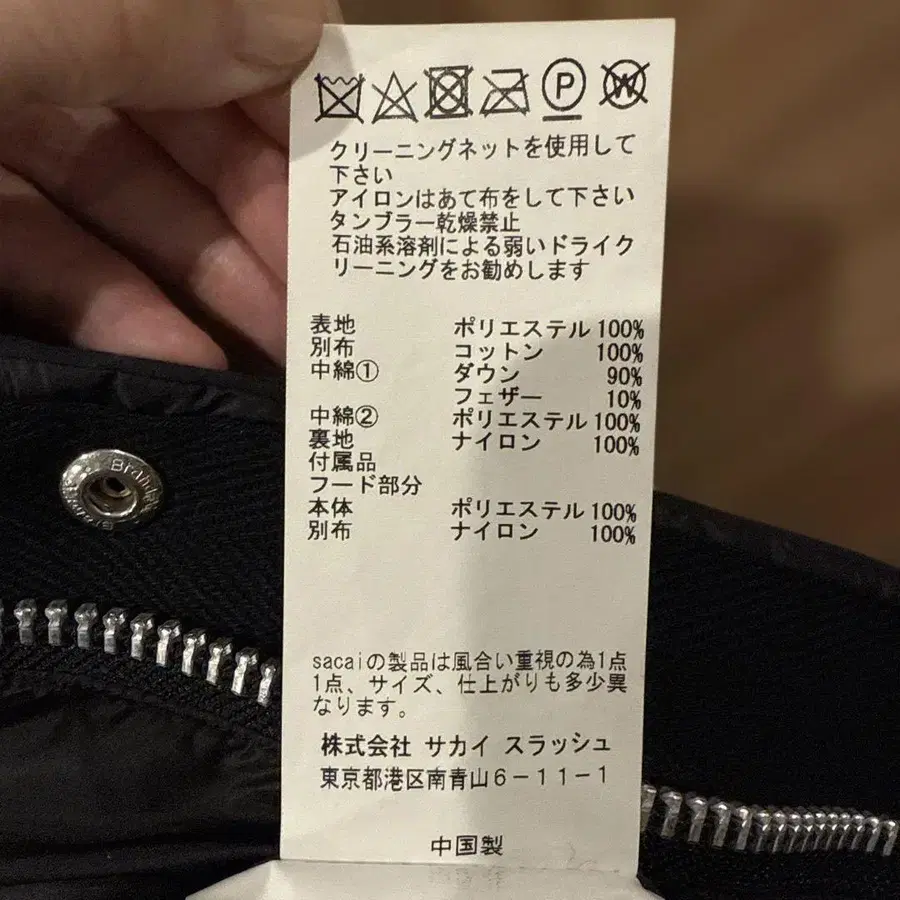 P W
クリーニングネットを使用して
下さい
アイロンはあて布をして下さい
タンブラー乾燥禁止
石油系溶剤による弱いドライク
リーニングをお勧めします
表地 ポリエステル 100%
別布 コットン 100%
中綿① ダウン 90%
フェザー 10%
中綿② ポリエステル 100%
裏地 ナイロン 100%
付属品
フード部分
本体 ポリエステル 100%
別布 ナイロン 100%
sacaiの製品は風合い重視の為1点
1点、サイズ、仕上がりも多少異
なります。
株式会社 サカイ スラッシュ
東京都港区南青山6-11-1
中国製